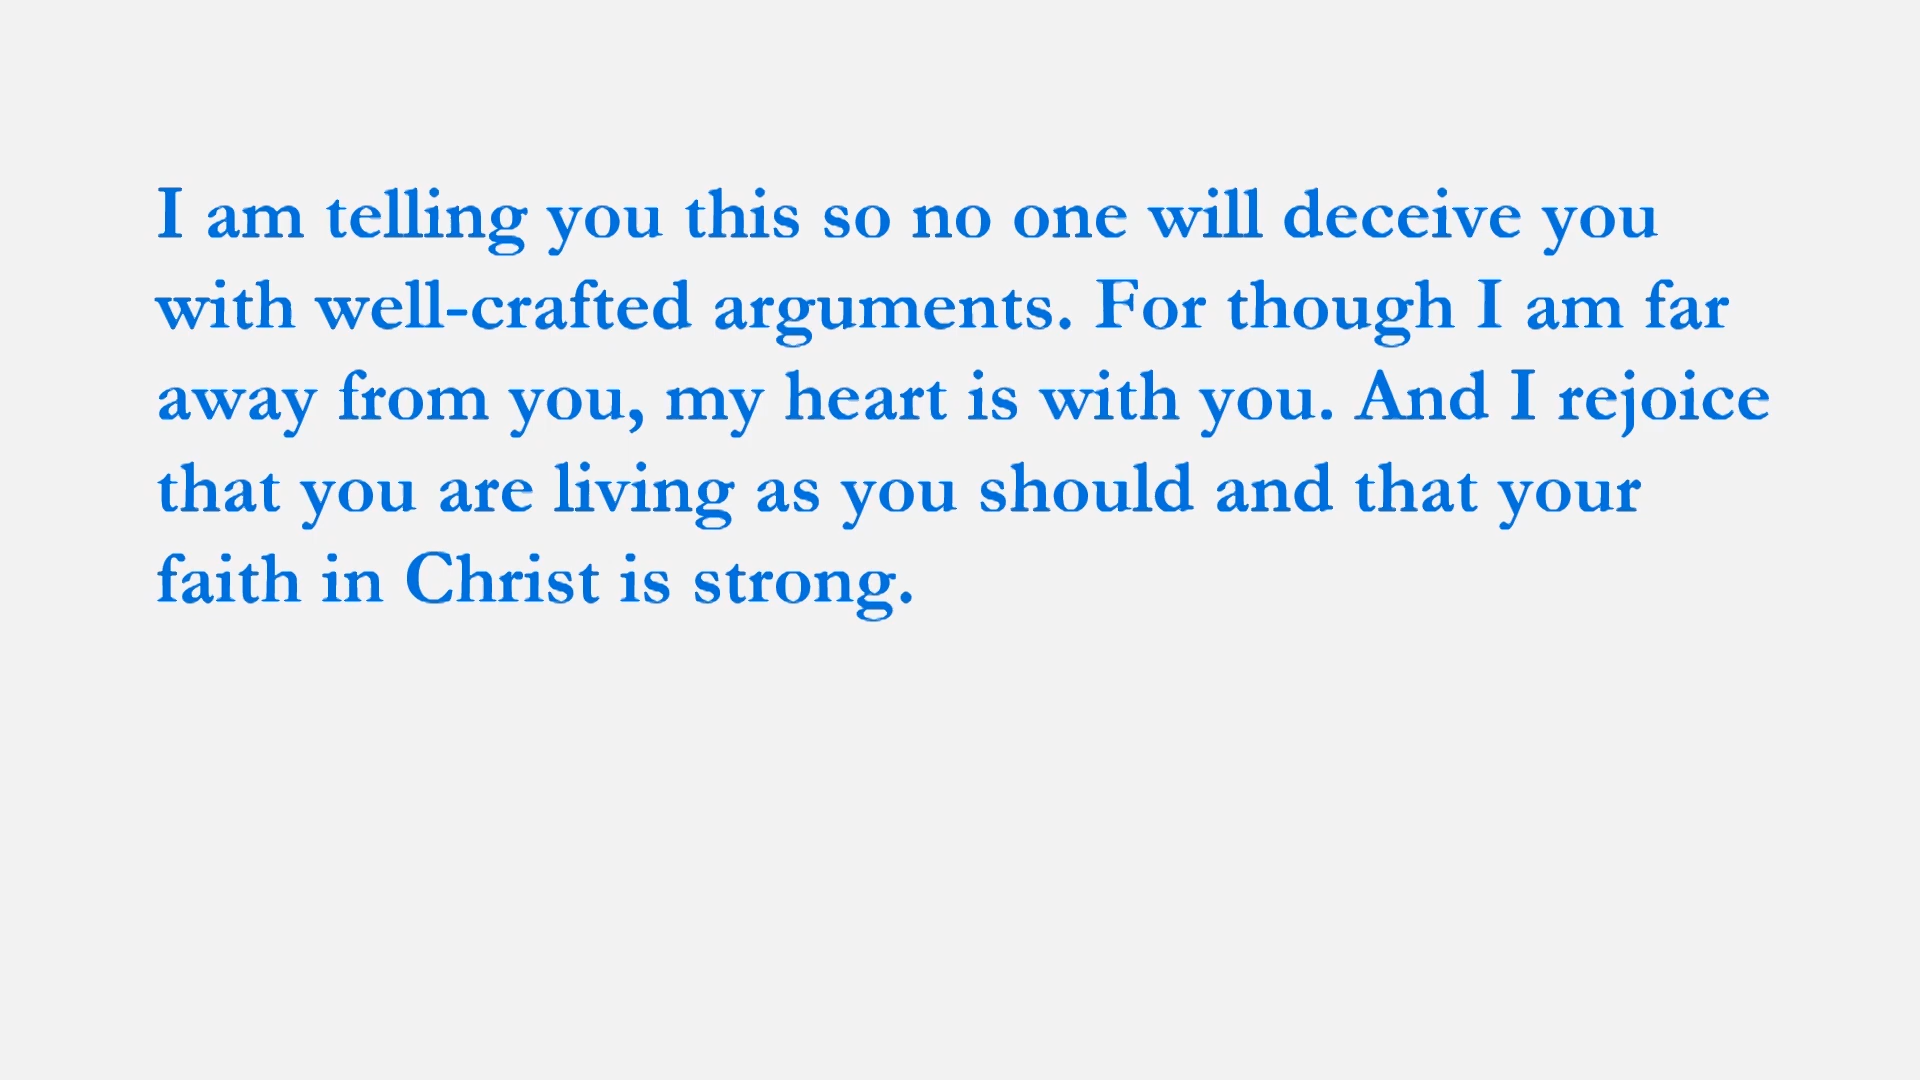 I am telling you this so no one will deceive you
with well-crafted arguments. For though I am far
away from you, my heart is with you. And I rejoice
that you are living as you should and that your
faith in Christ is strong.